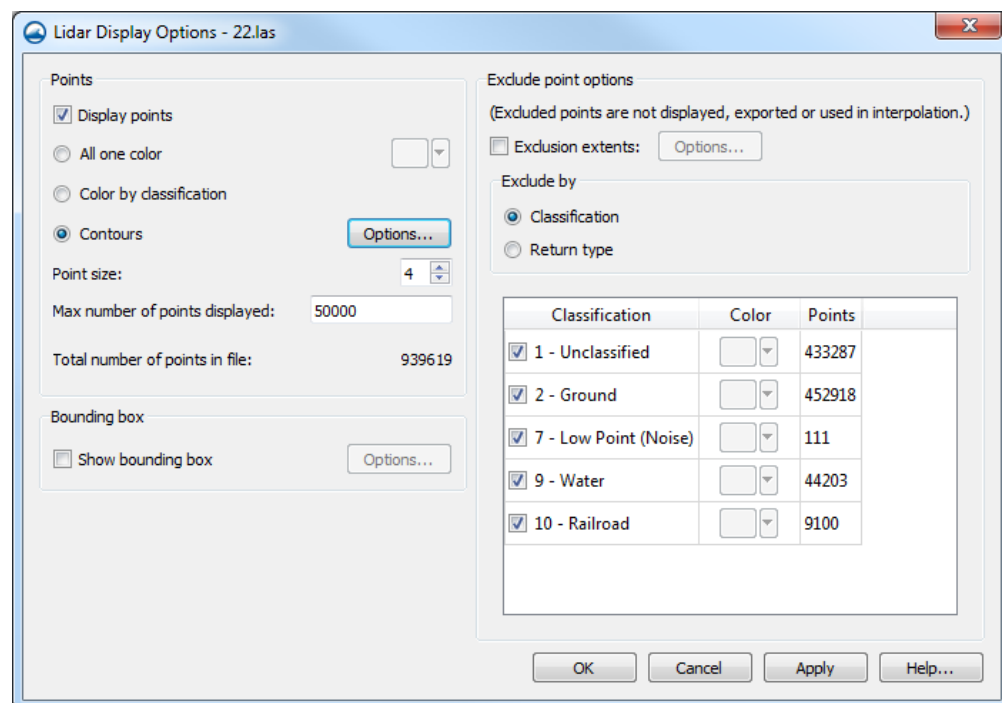 Lidar Display Options - 22.las
Points
Display points
All one color
Color by classification
Contours Options...
Point size: 4
Max number of points displayed: 50000
Total number of points in file: 939619
Bounding box
Show bounding box Options...
Exclude point options
(Excluded points are not displayed, exported or used in interpolation.)
Exclusion extents: Options...
Exclude by
Classification
Return type
Classification Color Points
1 - Unclassified 433287
2 - Ground 452918
7 - Low Point (Noise) 111
9 - Water 44203
10 - Railroad 9100
OK Cancel Apply Help...